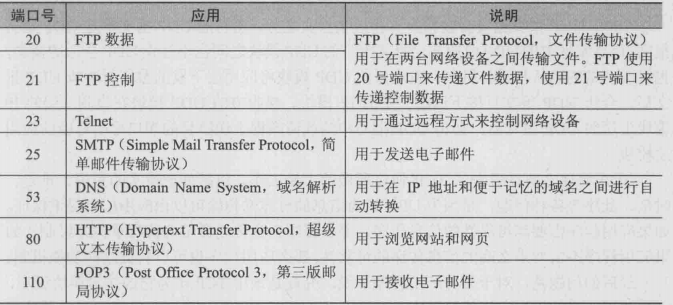 端口号 应用 说明
20 FTP 数据 FTP（File Transfer Protocol，文件传输协议）
用于在两台网络设备之间传输文件。FTP 使用
21 FTP 控制 20 号端口来传递文件数据，使用 21 号端口来
传递控制数据
23 Telnet 用于通过远程方式来控制网络设备
25 SMTP（Simple Mail Transfer Protocol，简
单邮件传输协议） 用于发送电子邮件
53 DNS（Domain Name System，域名解析
系统） 用于在 IP 地址和便于记忆的域名之间进行自
动转换
80 HTTP（Hypertext Transfer Protocol，超级
文本传输协议） 用于浏览网站和网页
110 POP3（Post Office Protocol 3，第三版邮
局协议） 用于接收电子邮件